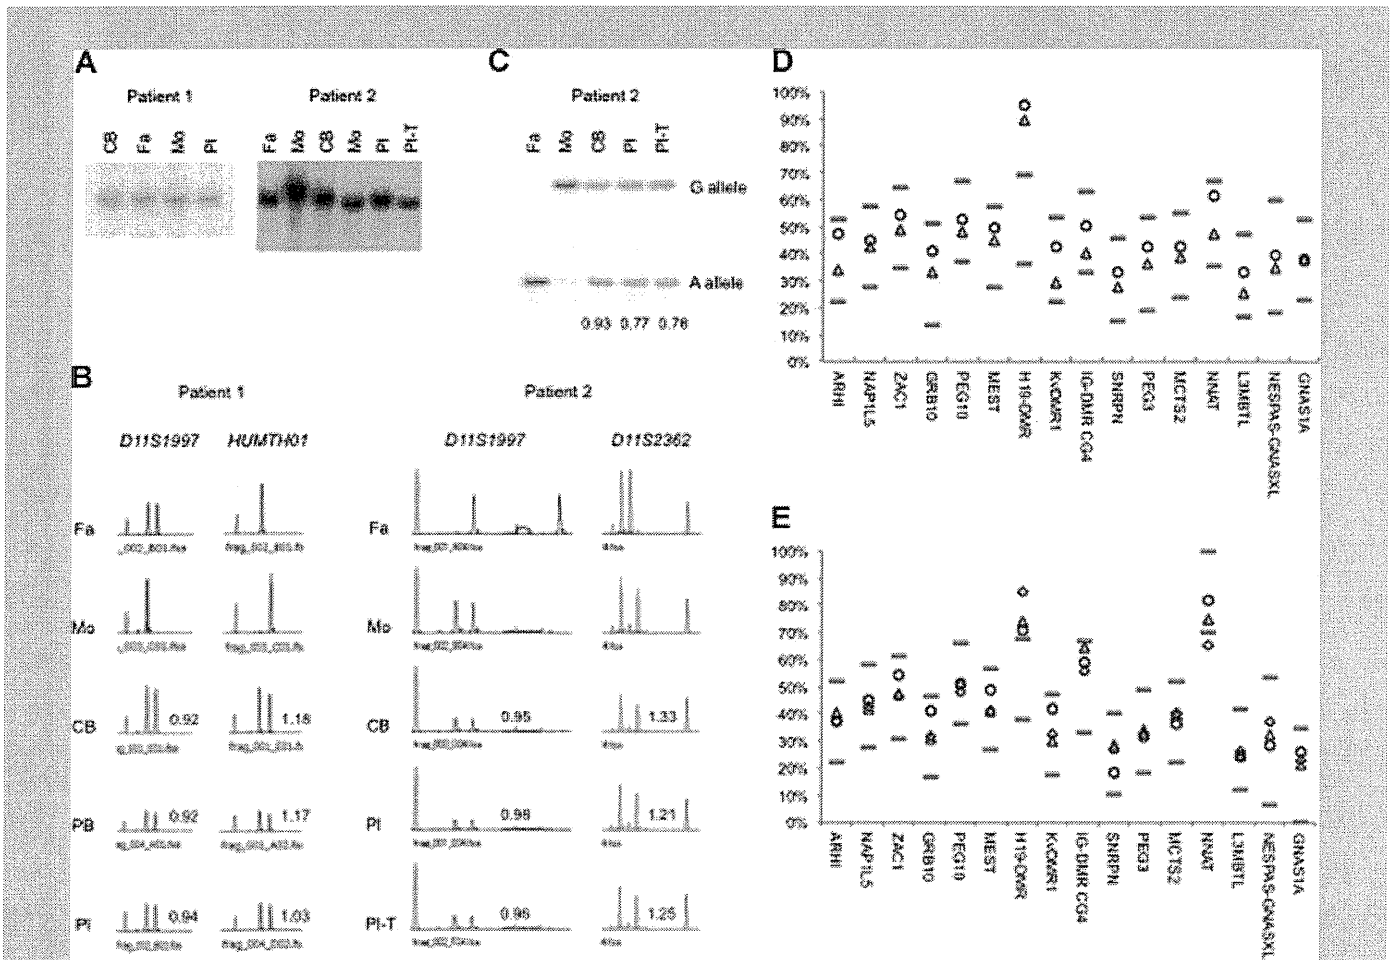 A
Patient 1
CB Fa Mo Pl
Patient 2
Fa Mo CB Mo Pl Pl-T
C
Patient 2
Fa Mo CB Pl Pl-T
G allele
A allele
0.93 0.77 0.78
B
Patient 1
D11S1997 HUMTH01
Fa
Mo
CB 0.92 1.18
PB 0.92 1.17
Pl 0.94 1.03
Patient 2
D11S1997 D11S2362
Fa
Mo
CB 0.95 1.33
Pl 0.98 1.21
Pl-T 0.96 1.25
D
100%
90%
80%
70%
60%
50%
40%
30%
20%
10%
0%
ARHI
NAP1L5
ZAC1
GRB10
PEG10
MEST
H19-DMR
KvDMR1
IG-DMR CG4
SNRPN
PEG3
MCTS2
NNAT
L3MBTL
NESPAS-GNASXL
GNAS1A
E
100%
90%
80%
70%
60%
50%
40%
30%
20%
10%
0%
ARHI
NAP1L5
ZAC1
GRB10
PEG10
MEST
H19-DMR
KvDMR1
IG-DMR CG4
SNRPN
PEG3
MCTS2
NNAT
L3MBTL
NESPAS-GNASXL
GNAS1A